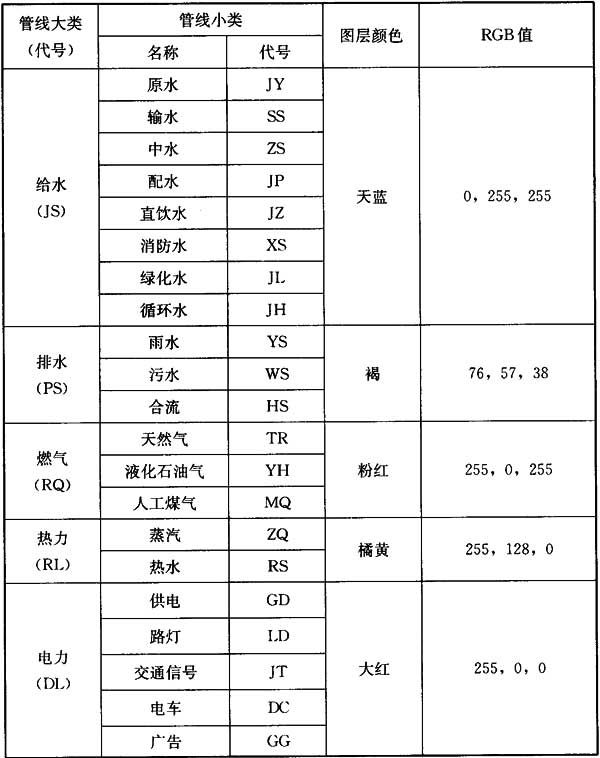 管线大类
(代号)
管线小类
图层颜色
RGB值
名称
代号
给水
(JS)
原水
JY
输水
SS
中水
ZS
配水
JP
直饮水
JZ
消防水
XS
绿化水
JL
循环水
JH
天蓝
0，255，255
排水
(PS)
雨水
YS
污水
WS
合流
HS
褐
76，57，38
燃气
(RQ)
天然气
TR
液化石油气
YH
人工煤气
MQ
粉红
255，0，255
热力
(RL)
蒸汽
ZQ
热水
RS
橘黄
255，128，0
电力
(DL)
供电
GD
路灯
LD
交通信号
JT
电车
DC
广告
GG
大红
255，0，0